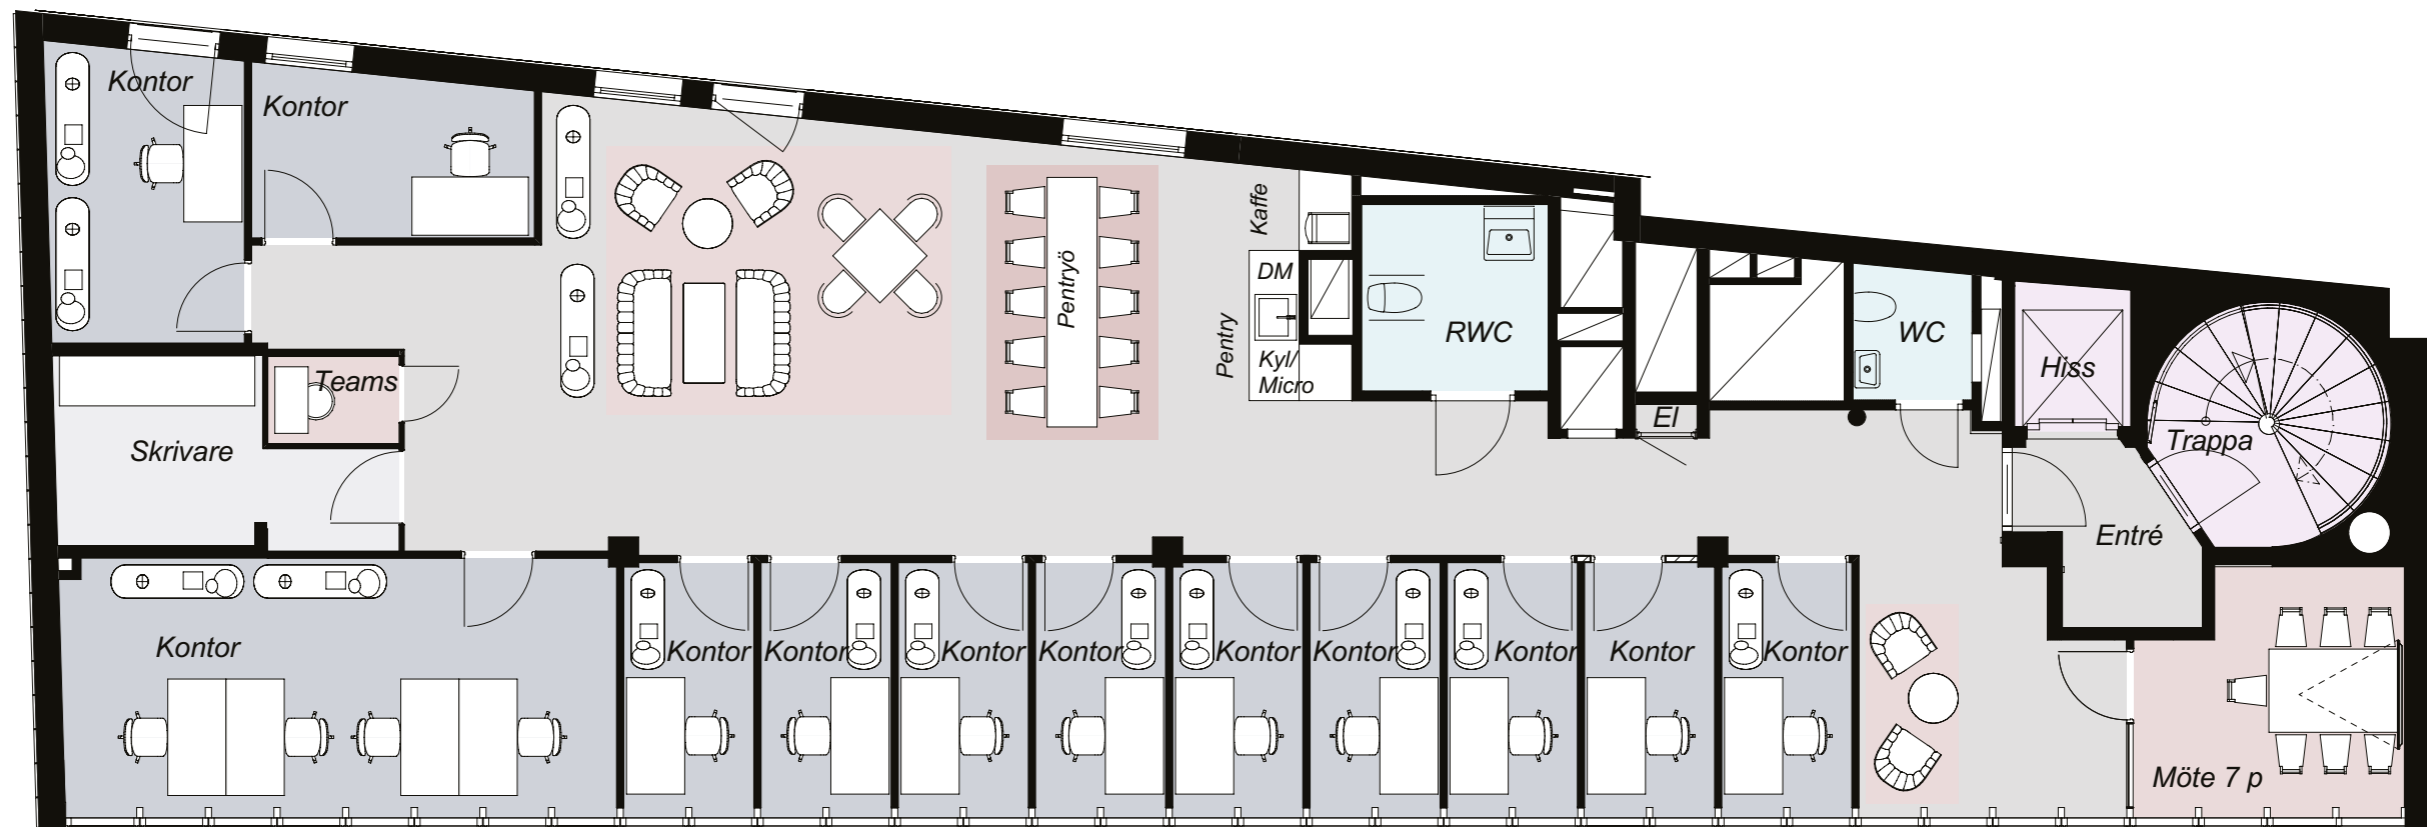 Kontor
Kontor
Kaffe
Pentryö
DM
Pentry
Kyl/
Micro
RWC
WC
Hiss
Teams
El
Trappa
Skrivare
Entré
Kontor
Kontor
Kontor
Kontor
Kontor
Kontor
Kontor
Kontor
Kontor
Kontor
Möte 7 p